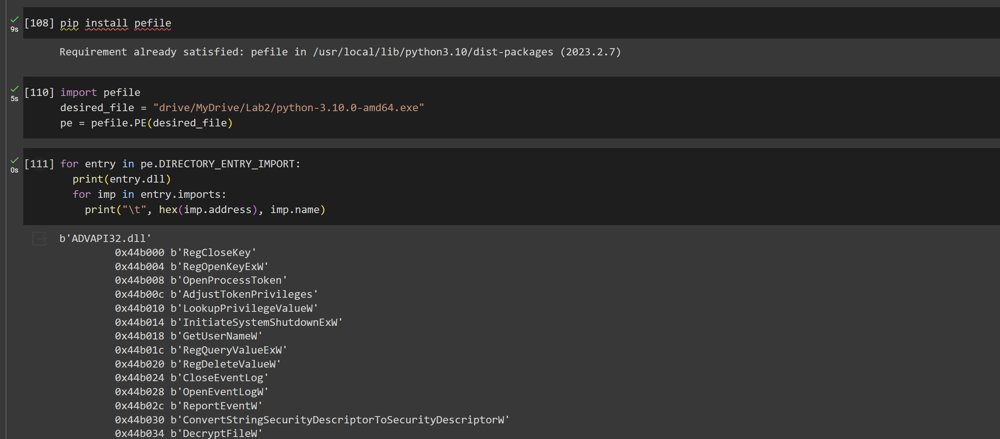 [108] pip install pefile
9s
Requirement already satisfied: pefile in /usr/local/lib/python3.10/dist-packages (2023.2.7)
[110] import pefile
5s
desired_file = "drive/MyDrive/Lab2/python-3.10.0-amd64.exe"
pe = pefile.PE(desired_file)
[111] for entry in pe.DIRECTORY_ENTRY_IMPORT:
0s
  print(entry.dll)
  for imp in entry.imports:
    print("\t", hex(imp.address), imp.name)
b'ADVAPI32.dll'
0x44b000 b'RegCloseKey'
0x44b004 b'RegOpenKeyExW'
0x44b008 b'OpenProcessToken'
0x44b00c b'AdjustTokenPrivileges'
0x44b010 b'LookupPrivilegeValueW'
0x44b014 b'InitiateSystemShutdownExW'
0x44b018 b'GetUserNameW'
0x44b01c b'RegQueryValueExW'
0x44b020 b'RegDeleteValueW'
0x44b024 b'CloseEventLog'
0x44b028 b'OpenEventLogW'
0x44b02c b'ReportEventW'
0x44b030 b'ConvertStringSecurityDescriptorToSecurityDescriptorW'
0x44b034 b'DecryptFileW'